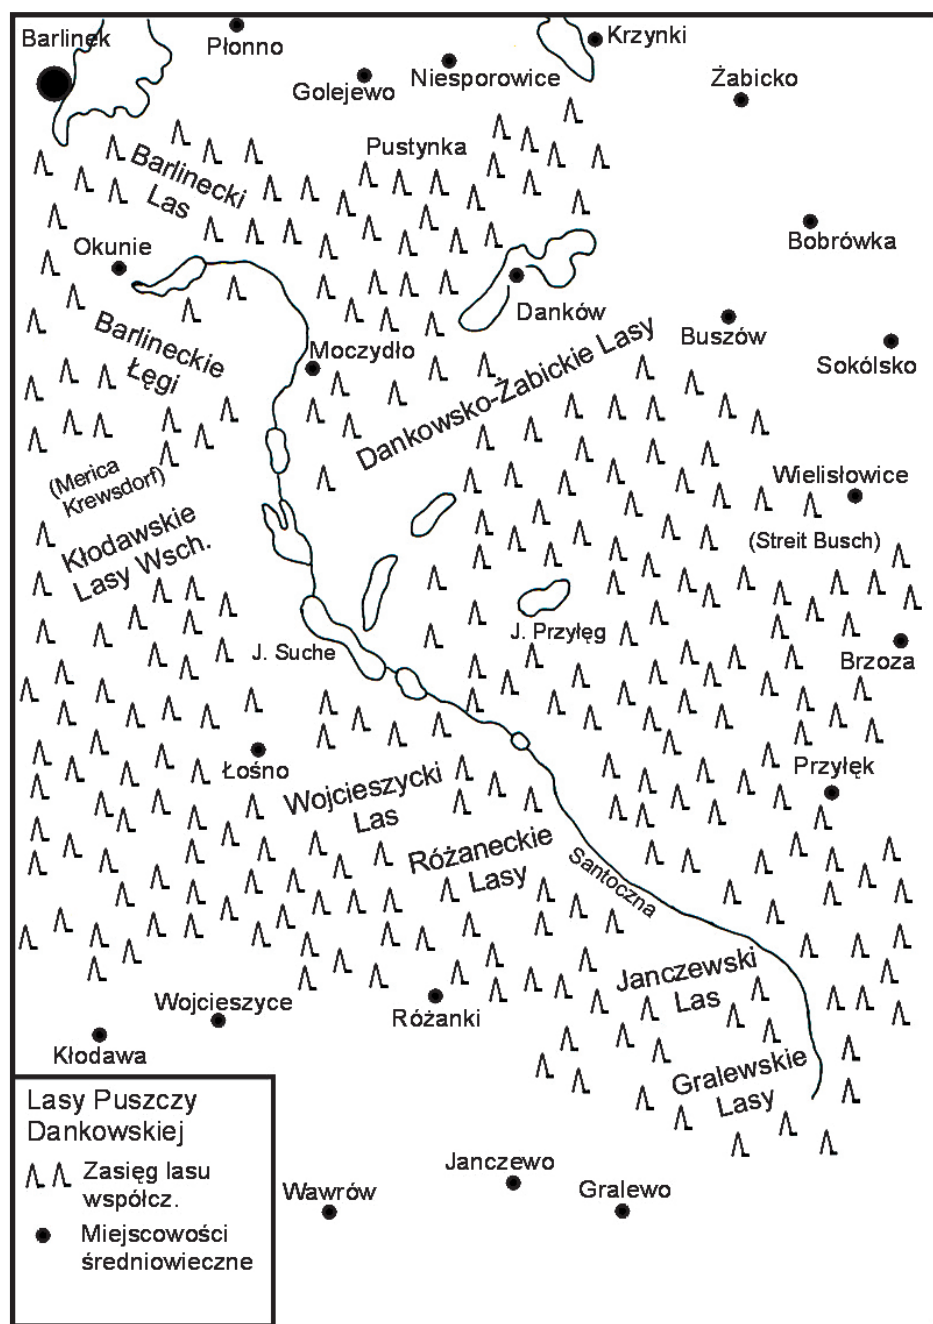 Barlinek
Płonno
Krzynki
Golejewo
Niesporowice
Żabicko
Pustynka
Barlinecki
Las
Bobrówka
Okunie
Danków
Buszów
Barlineckie
Łęgi
Moczydło
Sokólsko
Dankowsko-Żabickie Lasy
(Merica
Krewsdorf)
Wielisłowice
Kłodawskie
Lasy Wsch.
(Streit Busch)
J. Suche
J. Przyłęg
Brzoza
Łośno
Przyłęk
Wojcieszycki
Las
Różaneckie
Lasy
Santoczna
Janczewski
Las
Wojcieszyce
Różanki
Kłodawa
Gralewskie
Lasy
Janczewo
Wawrów
Gralewo
Lasy Puszczy
Dankowskiej
Zasięg lasu
współcz.
Miejscowości
średniowieczne